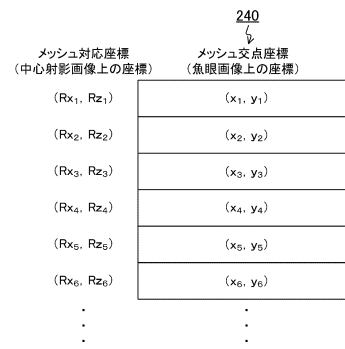 240
メッシュ対応座標 メッシュ交点座標
(中心射影画像上の座標) (魚眼画像上の座標)
(Rx₁, Rz₁) (x₁, y₁)
(Rx₂, Rz₂) (x₂, y₂)
(Rx₃, Rz₃) (x₃, y₃)
(Rx₄, Rz₄) (x₄, y₄)
(Rx₅, Rz₅) (x₅, y₅)
(Rx₆, Rz₆) (x₆, y₆)
· ·
· ·
· ·